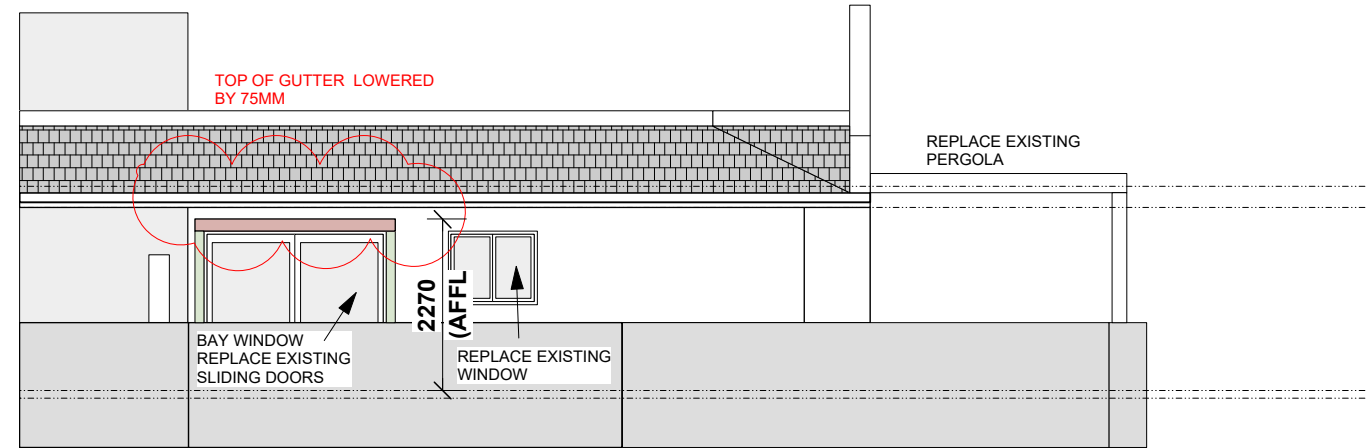 TOP OF GUTTER LOWERED
BY 75MM
REPLACE EXISTING
PERGOLA
2270
(AFFL
BAY WINDOW
REPLACE EXISTING
SLIDING DOORS
REPLACE EXISTING
WINDOW